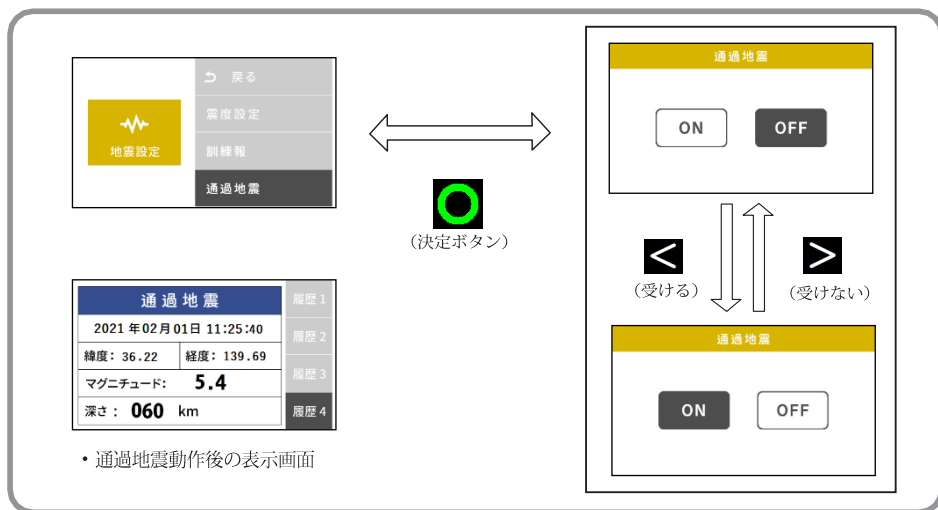 戻る
震度設定
地震設定
訓練報
通過地震
(決定ボタン)
通過地震
ON OFF
<
(受ける)
>
(受けない)
通過地震
ON OFF
通過地震
2021年02月01日 11:25:40
緯度: 36.22 経度: 139.69
マグニチュード: 5.4
深さ: 060 km
履歴1
履歴2
履歴3
履歴4
・通過地震動作後の表示画面